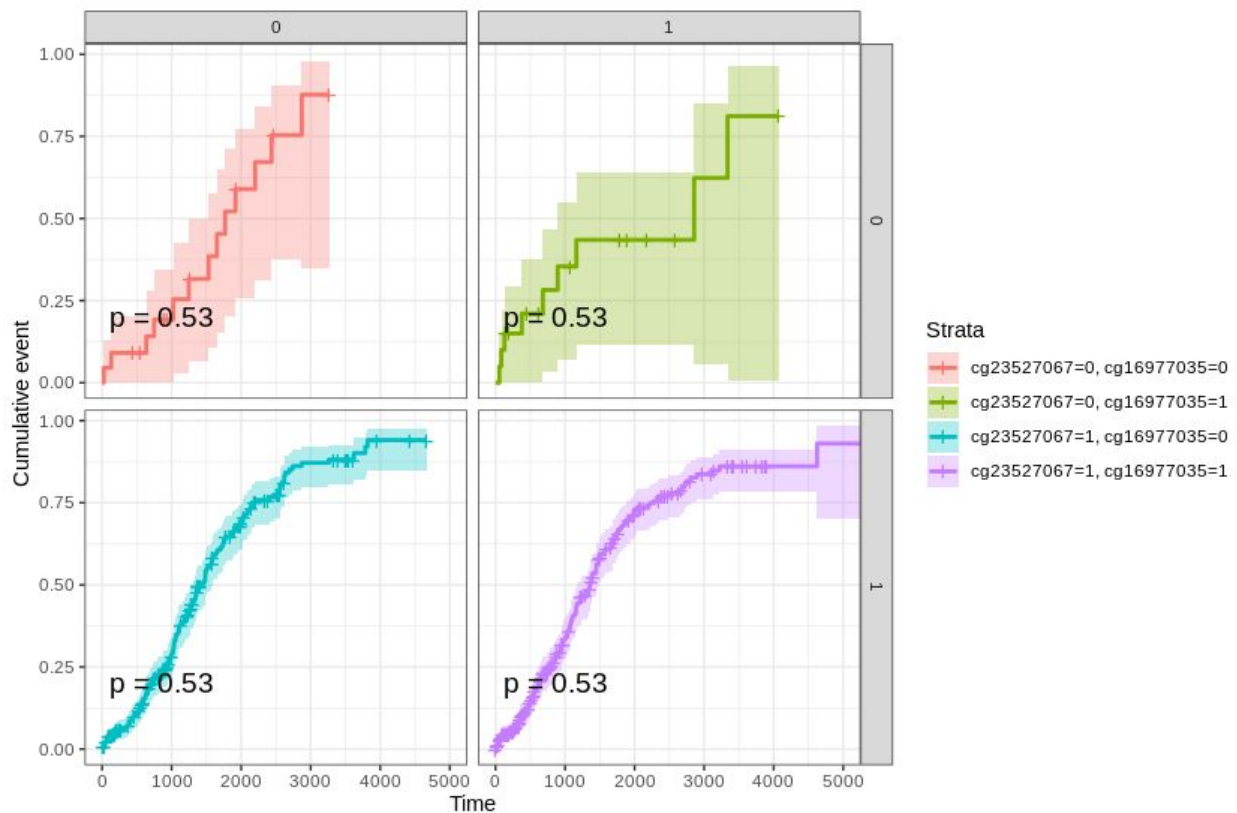 0
1
1.00
0.75
0.50
0.25
0.00
p = 0.53
p = 0.53
0
1.00
0.75
0.50
0.25
0.00
p = 0.53
p = 0.53
1
0 1000 2000 3000 4000 5000
0 1000 2000 3000 4000 5000
Time
Cumulative event
Strata
cg23527067=0, cg16977035=0
cg23527067=0, cg16977035=1
cg23527067=1, cg16977035=0
cg23527067=1, cg16977035=1